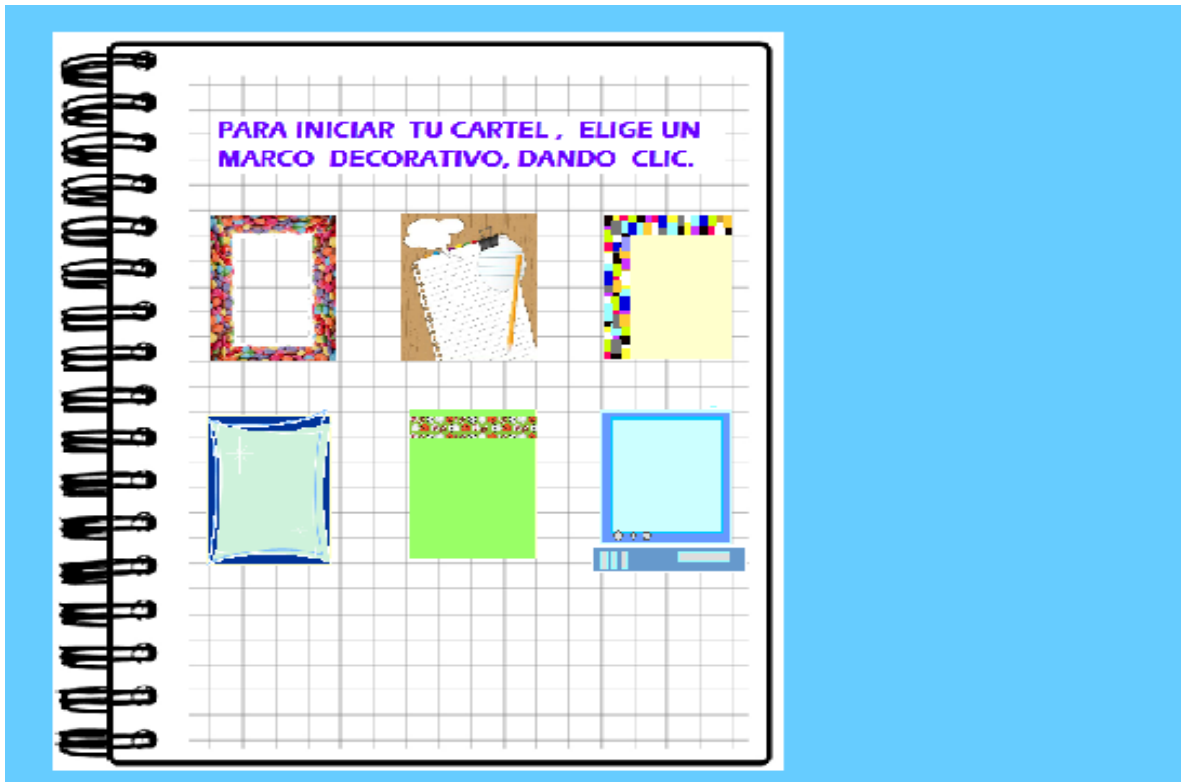 PARA INICIAR TU CARTEL , ELIGE UN
MARCO DECORATIVO, DANDO CLIC.